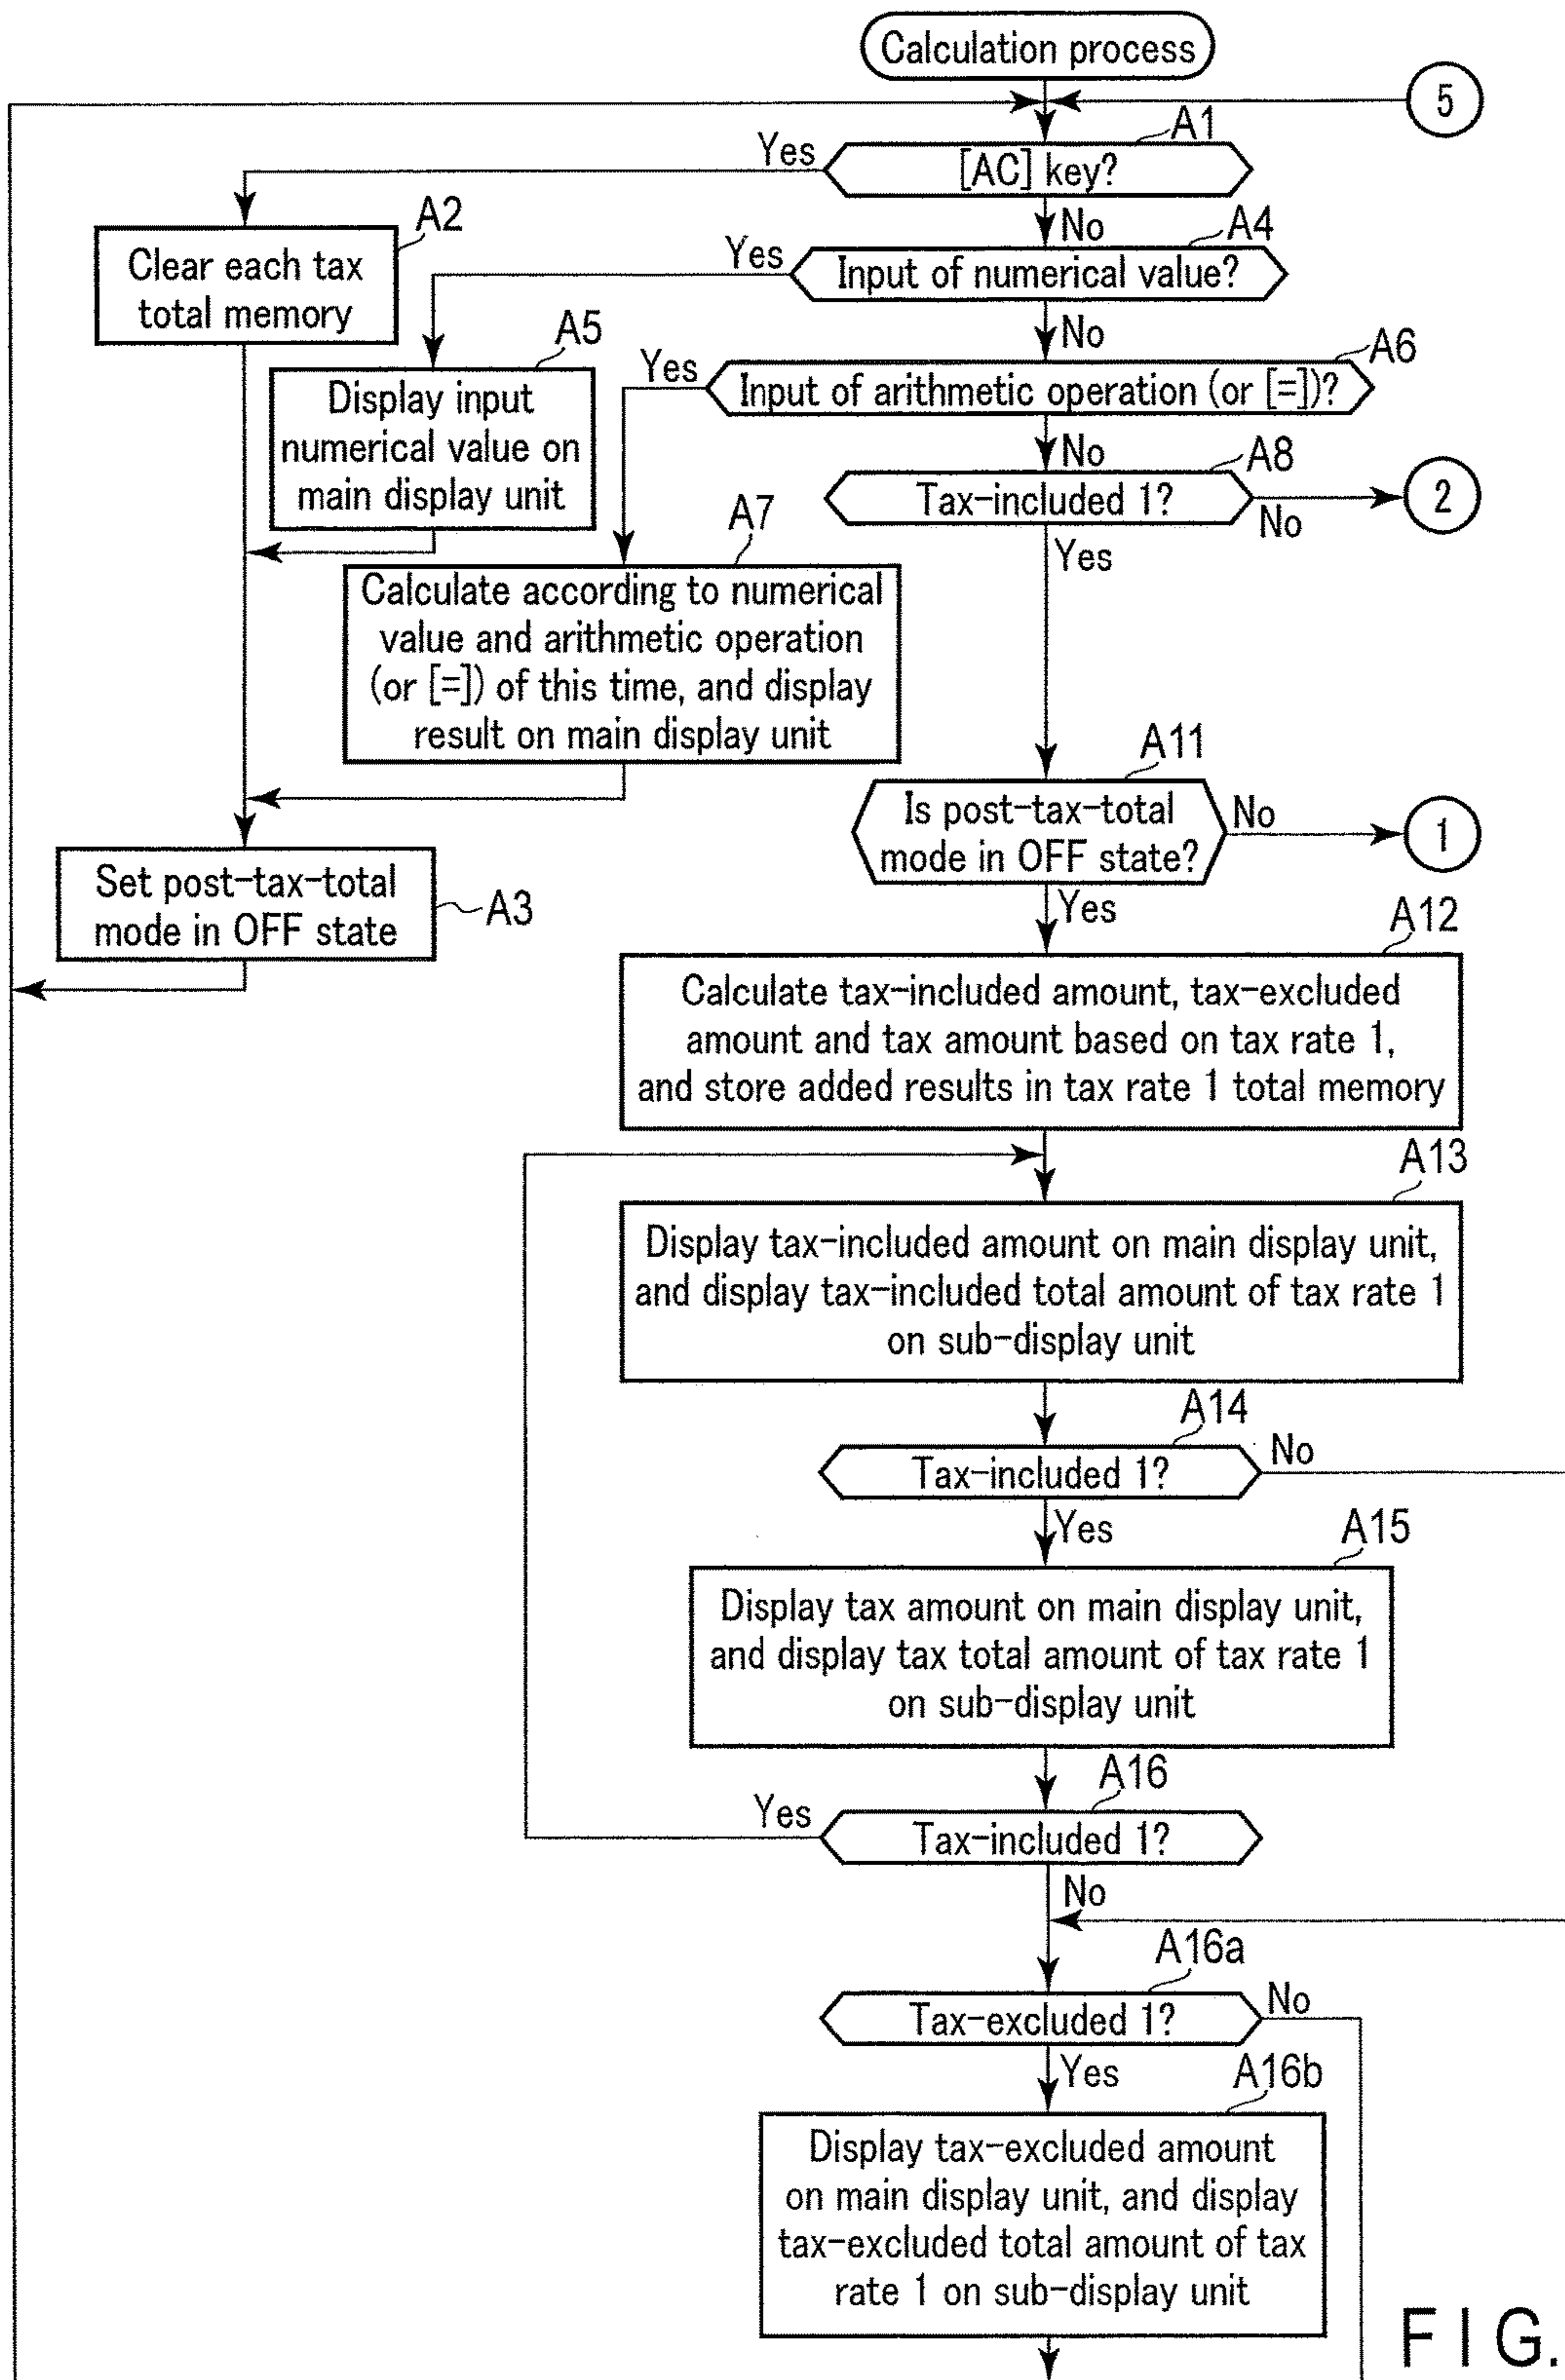 Calculation process
5
A1
Yes
[AC] key?
No
A2
Clear each tax
total memory
A4
Yes
Input of numerical value?
No
A5
Display input
numerical value on
main display unit
A6
Yes
Input of arithmetic operation (or [=])?
No
A8
Tax-included 1?
No
2
Yes
A7
Calculate according to numerical
value and arithmetic operation
(or [=]) of this time, and display
result on main display unit
A11
Is post-tax-total
mode in OFF state?
No
1
Yes
Set post-tax-total
mode in OFF state
A3
A12
Calculate tax-included amount, tax-excluded
amount and tax amount based on tax rate 1,
and store added results in tax rate 1 total memory
A13
Display tax-included amount on main display unit,
and display tax-included total amount of tax rate 1
on sub-display unit
A14
Tax-included 1?
No
Yes
A15
Display tax amount on main display unit,
and display tax total amount of tax rate 1
on sub-display unit
A16
Yes
Tax-included 1?
No
A16a
Tax-excluded 1?
No
Yes
A16b
Display tax-excluded amount
on main display unit, and display
tax-excluded total amount of tax
rate 1 on sub-display unit
FIG.